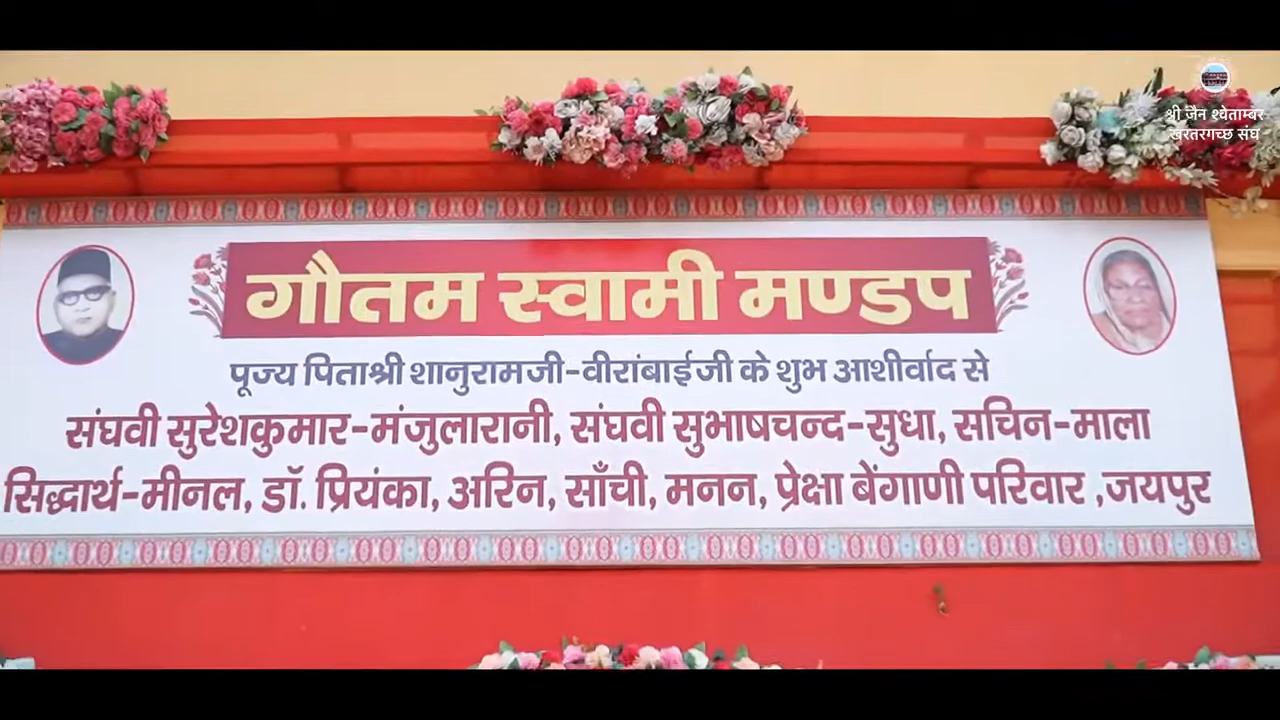 श्री जैन श्वेताम्बर
खरतरगच्छ संघ
गौतम स्वामी मण्डप
पूज्य पिताश्री शानुरामजी-वीरांबाईजी के शुभ आशीर्वाद से
संघवी सुरेशकुमार-मंजुलारानी, संघवी सुभाषचन्द-सुधा, सचिन-माला
सिद्धार्थ-मीनल, डॉ. प्रियंका, अरिन, साँची, मनन, प्रेक्षा बेंगाणी परिवार ,जयपुर